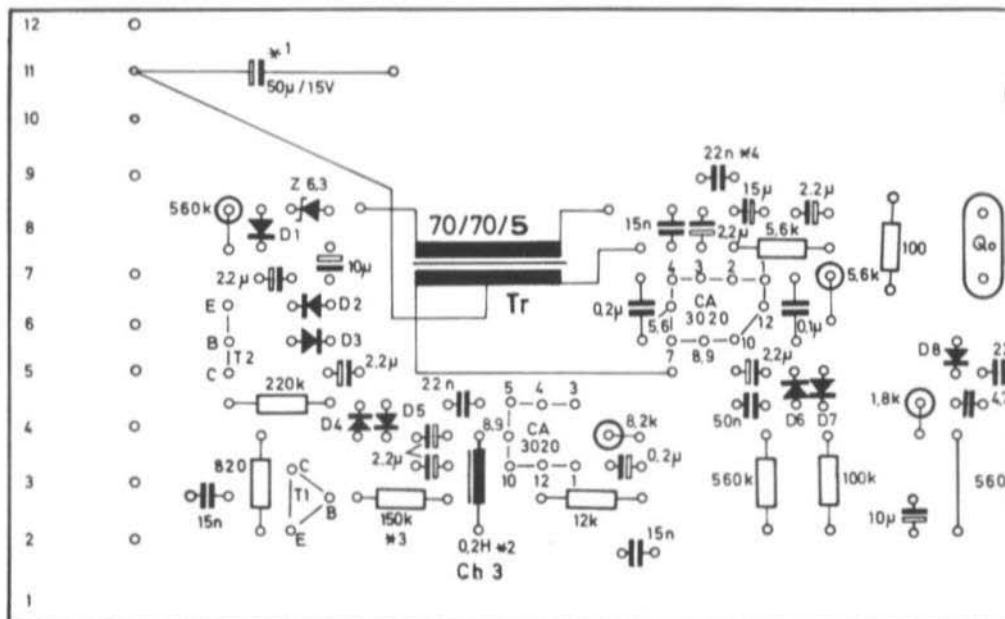 12
*1
11
50µ/15V
10
22n *4
9
Z 6,3
15µ
2.2µ
560k
8
70/70/5
15n
2,2µ
5,6k
D1
100
Qo
10µ
7
2.2µ
4 3 2 1
5,6k
E
D2
Tr
0,2µ
5,6
CA
3020
12
0,1µ
6
B
D3
7
8,9
10
T2
D8
2,2µ
2,2µ
5
C
22n
5 4 3
220k
D5
8,2k
1,8k
4,7
50n
D6
D7
D4
8,9
CA
3020
4
2,2µ
820
C
10 12 1
0,2µ
560k
100k
560
3
T1
B
15n
150k
12k
10µ
*3
E
0,2H *2
15n
2
Ch 3
1